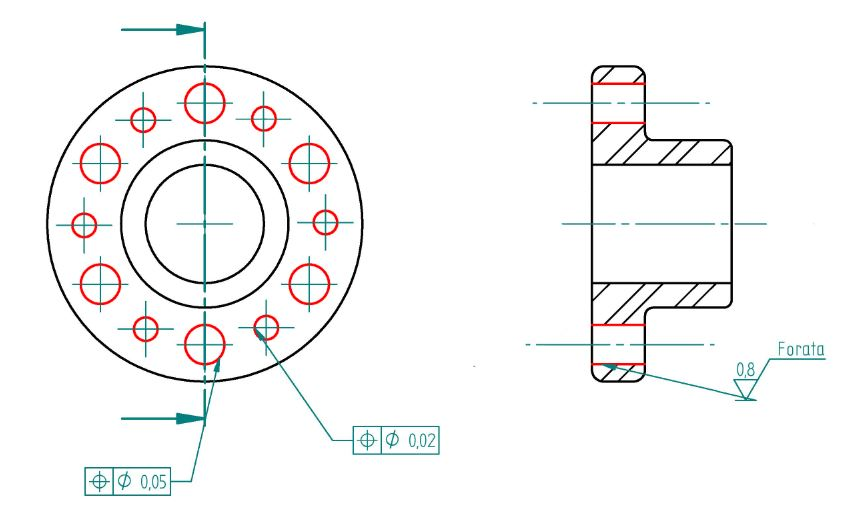 Forata
0,8
⌖ ⌀ 0,02
⌖ ⌀ 0,05